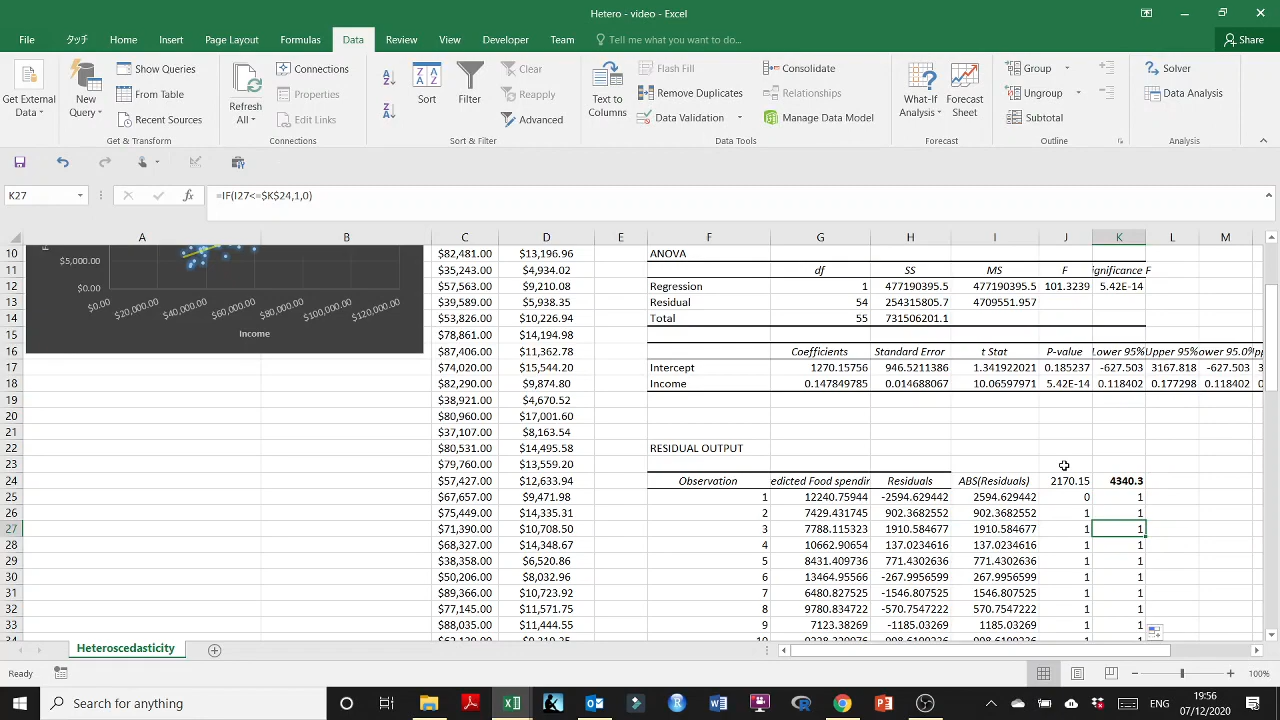 Hetero - video - Excel
File タッチ Home Insert Page Layout Formulas Data Review View Developer Team Tell me what you want to do... Share
Get External Data
New Query
Show Queries
From Table
Recent Sources
Get & Transform
Refresh All
Connections
Properties
Edit Links
Connections
Sort
Filter
Clear
Reapply
Advanced
Sort & Filter
Text to Columns
Flash Fill
Remove Duplicates
Data Validation
Consolidate
Relationships
Manage Data Model
Data Tools
What-If Analysis
Forecast Sheet
Forecast
Group
Ungroup
Subtotal
Outline
Solver
Data Analysis
Analysis
K27 fx =IF(I27<=$K$24,1,0)
A B C D E F G H I J K L M
$5,000.00
$0.00
$0.00 $20,000.00 $40,000.00 $60,000.00 $80,000.00 $100,000.00 $120,000.00
Income
10 $82,481.00 $13,196.96 ANOVA
11 $35,243.00 $4,934.02 df SS MS F ignificance F
12 $57,563.00 $9,210.08 Regression 1 477190395.5 477190395.5 101.3239 5.42E-14
13 $39,589.00 $5,938.35 Residual 54 254315805.7 4709551.957
14 $53,826.00 $10,226.94 Total 55 731506201.1
15 $78,861.00 $14,194.98
16 $87,406.00 $11,362.78 Coefficients Standard Error t Stat P-value Lower 95% Upper 95% ower 95.0%
17 $74,020.00 $15,544.20 Intercept 1270.15756 946.5211386 1.341922021 0.185237 -627.503 3167.818 -627.503
18 $82,290.00 $9,874.80 Income 0.147849785 0.014688067 10.06597971 5.42E-14 0.118402 0.177298 0.118402
19 $38,921.00 $4,670.52
20 $80,960.00 $17,001.60
21 $37,107.00 $8,163.54
22 $80,531.00 $14,495.58 RESIDUAL OUTPUT
23 $79,760.00 $13,559.20
24 $57,427.00 $12,633.94 Observation edicted Food spendin Residuals ABS(Residuals) 2170.15 4340.3
25 $67,657.00 $9,471.98 1 12240.75944 -2594.629442 2594.629442 0 1
26 $75,449.00 $14,335.31 2 7429.431745 902.3682552 902.3682552 1 1
27 $71,390.00 $10,708.50 3 7788.115323 1910.584677 1910.584677 1 1
28 $68,327.00 $14,348.67 4 10662.90654 137.0234616 137.0234616 1 1
29 $38,358.00 $6,520.86 5 8431.409736 771.4302636 771.4302636 1 1
30 $50,206.00 $8,032.96 6 13464.95566 -267.9956599 267.9956599 1 1
31 $89,366.00 $10,723.92 7 6480.827525 -1546.807515 1546.807515 1 1
32 $77,145.00 $11,571.75 8 9780.834722 -570.7547222 570.7547222 1 1
33 $88,035.00 $11,444.55 9 7123.38269 -1185.03269 1185.03269 1 1
Heteroscedasticity
Ready 100%
Search for anything
ENG
19:56
07/12/2020